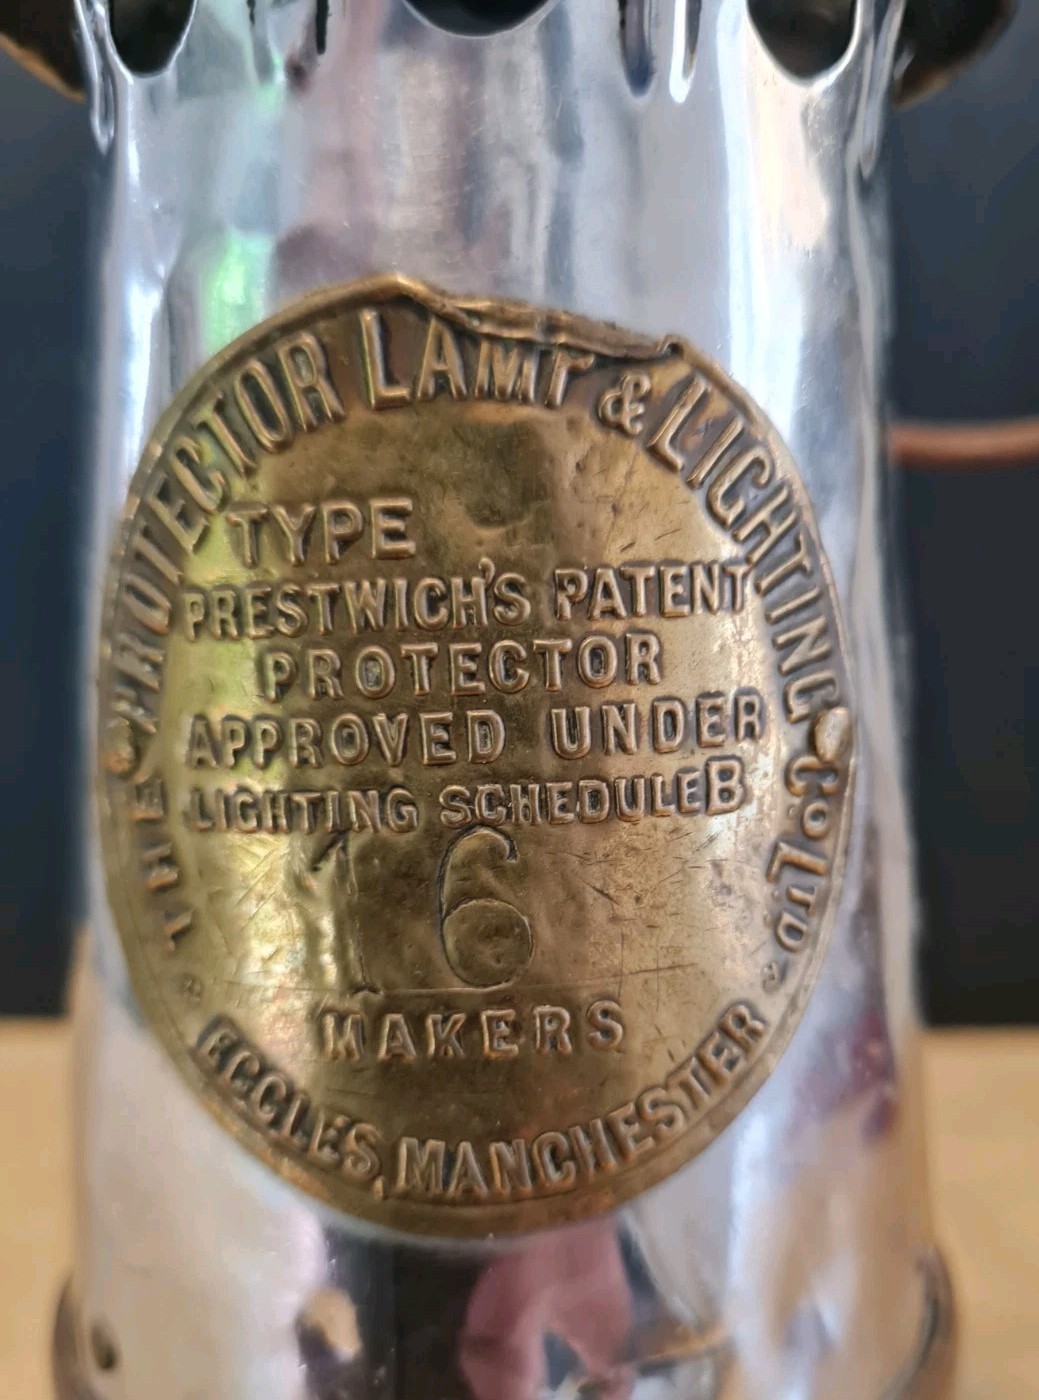 THE PROTECTOR LAMP & LIGHTING Co LTD
TYPE
PRESTWICH'S PATENT
PROTECTOR
APPROVED UNDER
LIGHTING SCHEDULE B
16
MAKERS
ECCLES, MANCHESTER